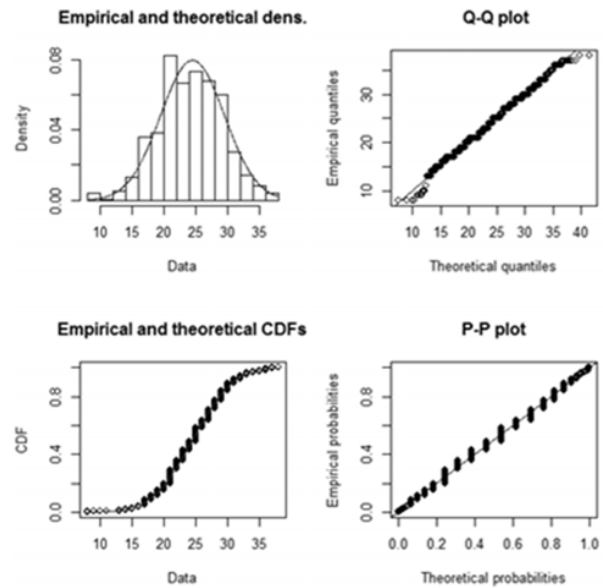 Empirical and theoretical dens.
Density
0.00
0.04
0.08
10 15 20 25 30 35
Data
Q-Q plot
Empirical quantiles
10
20
30
10 15 20 25 30 35 40
Theoretical quantiles
Empirical and theoretical CDFs
CDF
0.0
0.4
0.8
10 15 20 25 30 35
Data
P-P plot
Empirical probabilities
0.0
0.4
0.8
0.0 0.2 0.4 0.6 0.8 1.0
Theoretical probabilities